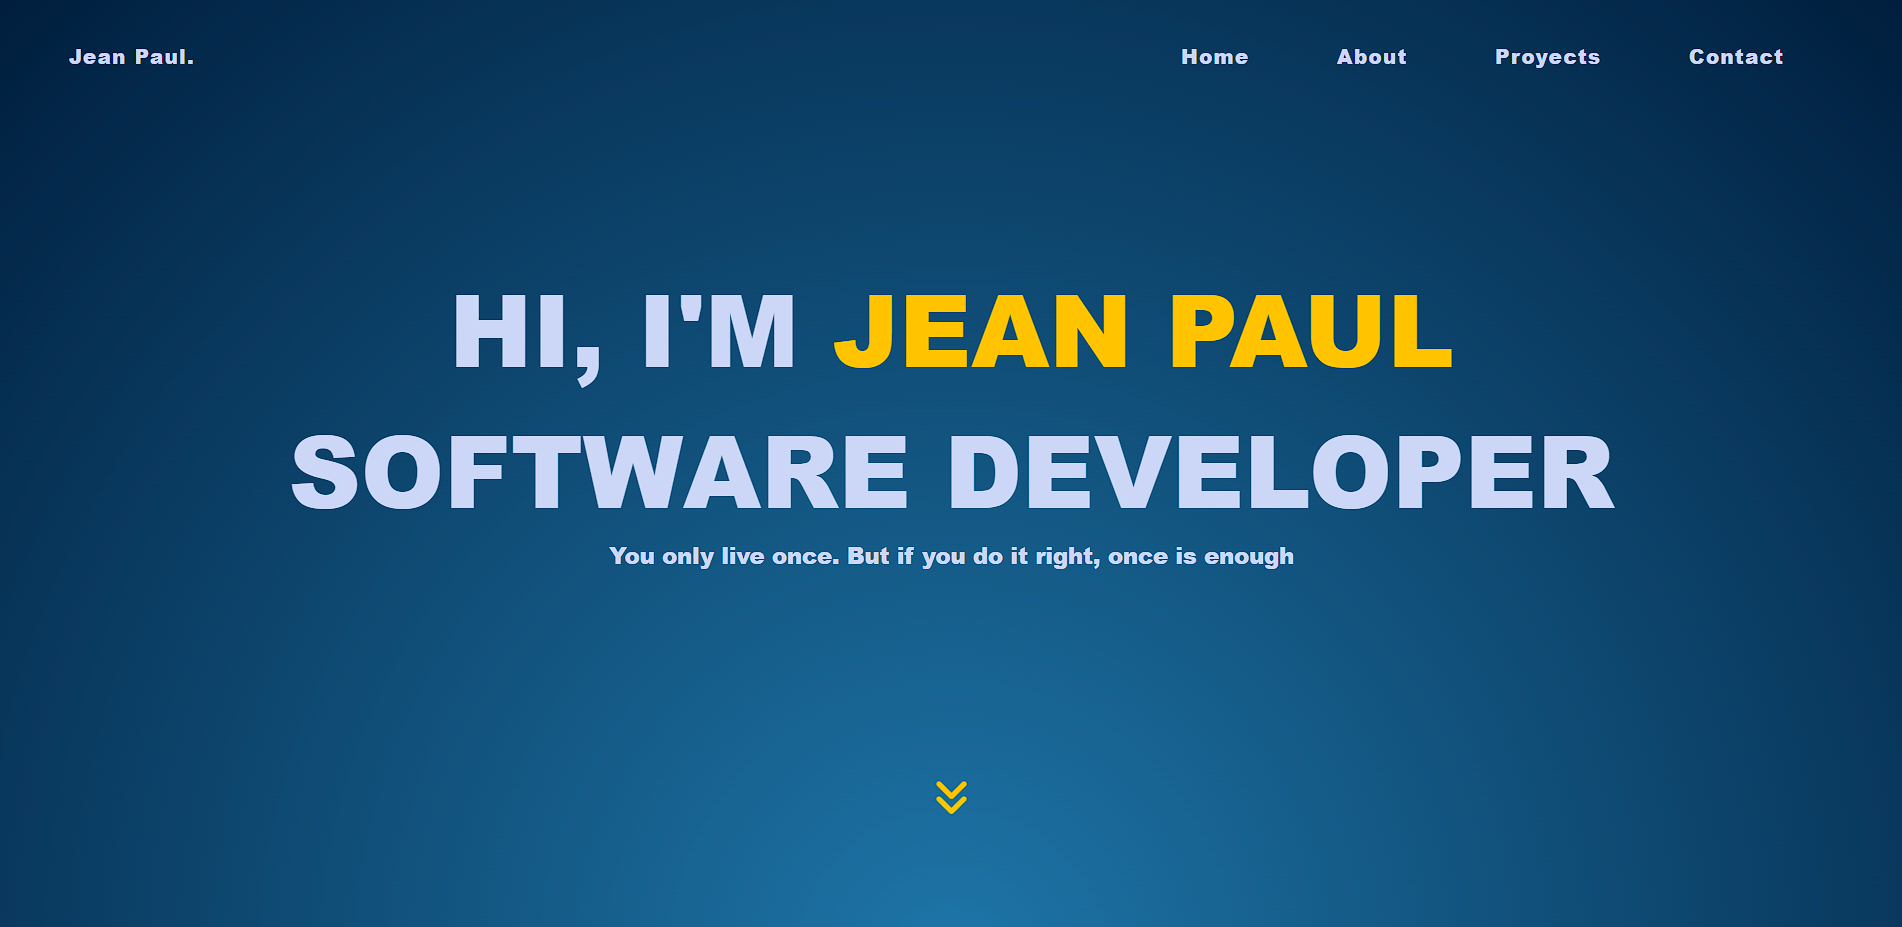 Jean Paul.
Home About Proyects Contact
HI, I'M JEAN PAUL
SOFTWARE DEVELOPER
You only live once. But if you do it right, once is enough